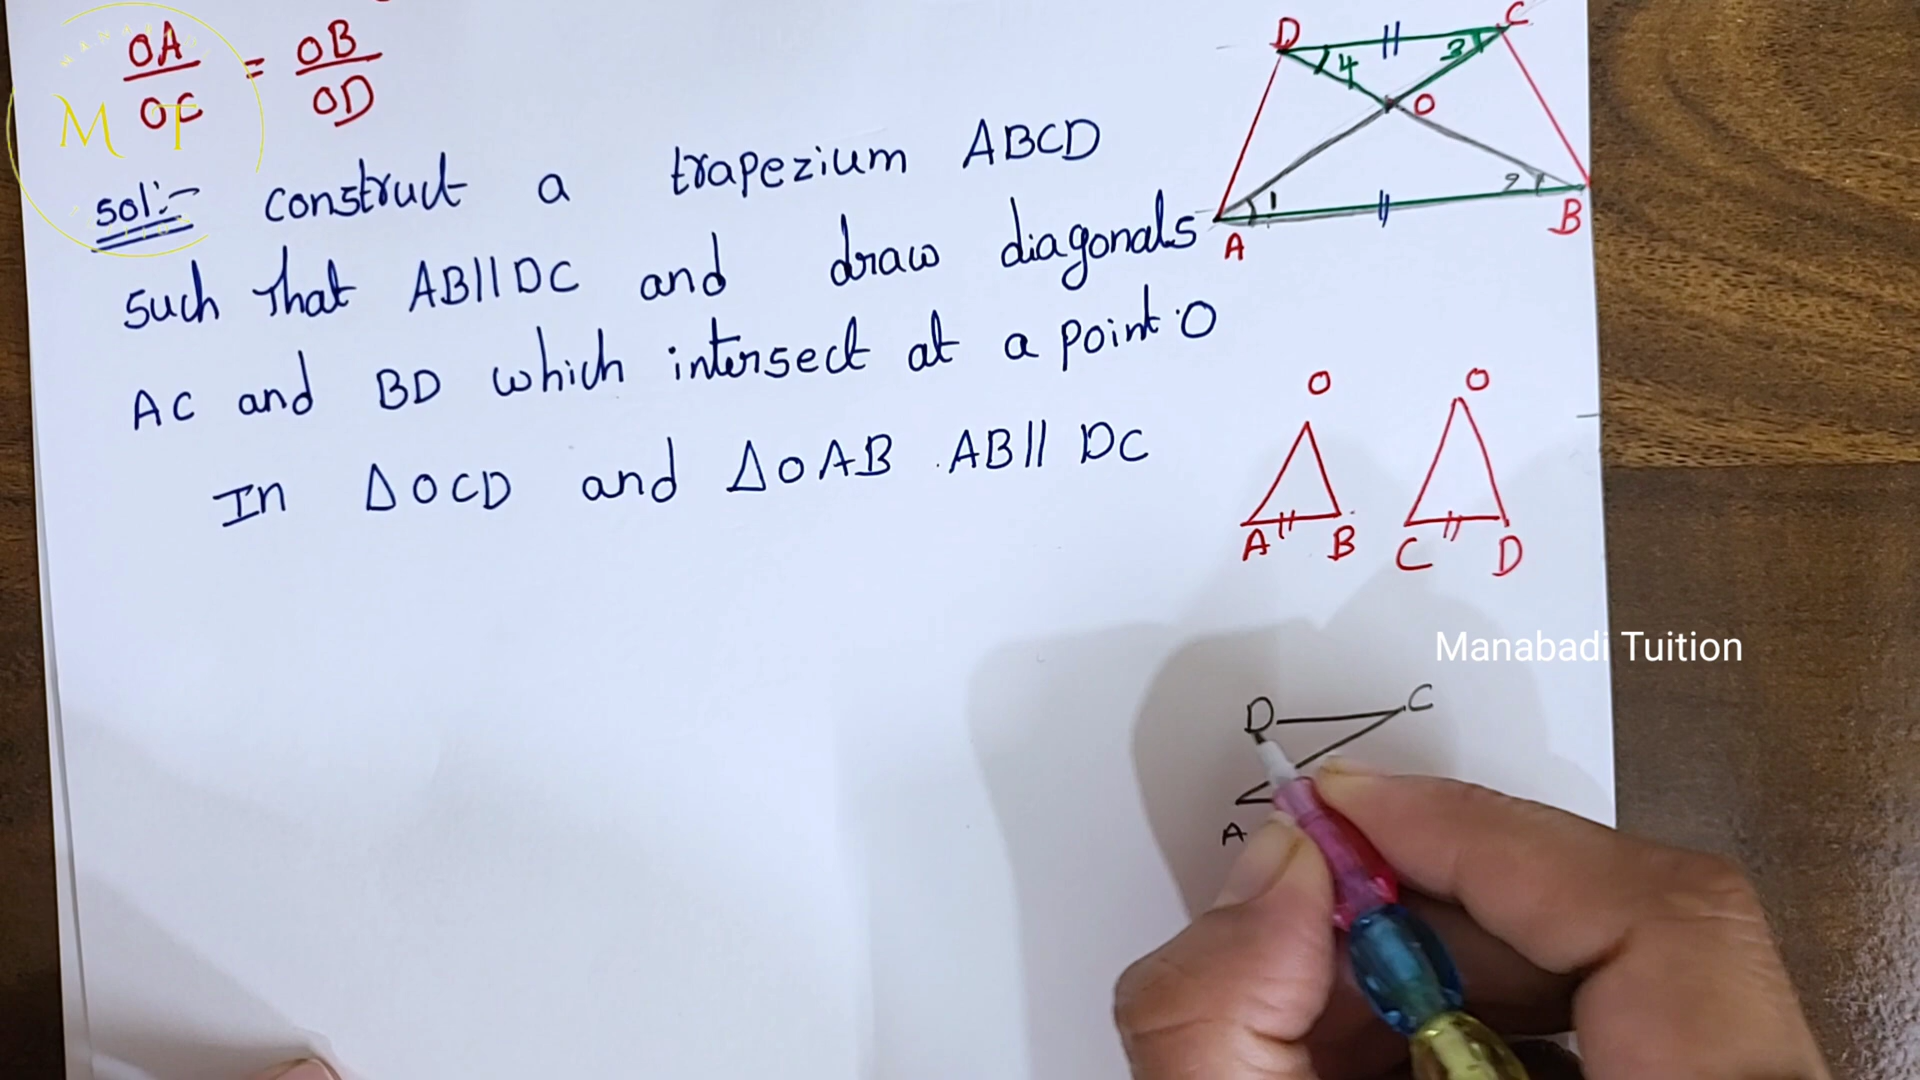 OA/OC = OB/OD
M T
sol:- construct a trapezium ABCD
such that AB || DC and draw diagonals
AC and BD which intersect at a point O
In ΔOCD and ΔOAB AB || DC
D C
4 3
O
1 2
A B
O O
A B C D
Manabadi Tuition
D C
A